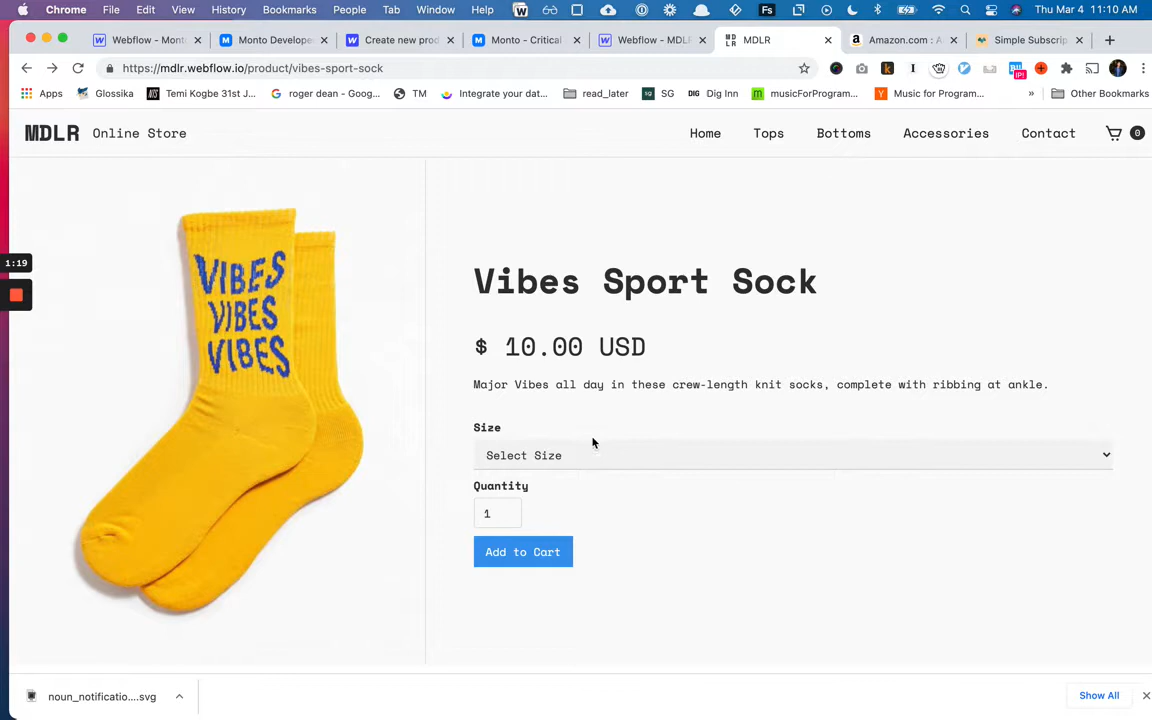 Chrome File Edit View History Bookmarks People Tab Window Help Fs Thu Mar 4 11:10 AM
Webflow - Mont Monto Develope Create new prod Monto - Critical Webflow - MDLR MDLR Amazon.com : A Simple Subscrip
https://mdlr.webflow.io/product/vibes-sport-sock
Apps Glossika Temi Kogbe 31st J... roger dean - Goog... TM Integrate your dat... read_later SG DIG Dig Inn musicForProgram... Music for Program... » Other Bookmarks
MDLR Online Store Home Tops Bottoms Accessories Contact 0
1:19
VIBES
VIBES
VIBES
Vibes Sport Sock
$ 10.00 USD
Major Vibes all day in these crew-length knit socks, complete with ribbing at ankle.
Size
Select Size
Quantity
1
Add to Cart
noun_notificatio....svg Show All